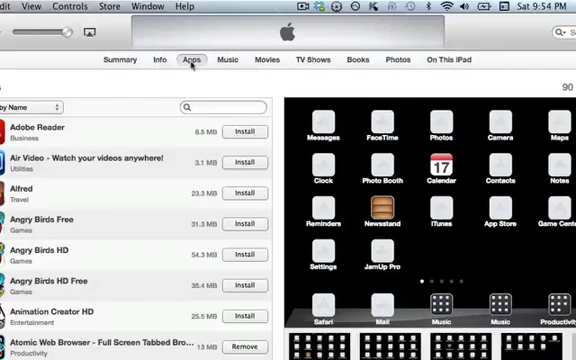 dit View Controls Store Window Help Sat 9:54 PM
Se
Summary Info Apps Music Movies TV Shows Books Photos On This iPad
s 90
by Name
Adobe Reader
Business
8.5 MB Install
Air Video - Watch your videos anywhere!
Utilities
3.1 MB Install
Alfred
Travel
23.3 MB Install
Angry Birds Free
Games
31.3 MB Install
Angry Birds HD
Games
54.3 MB Install
Angry Birds HD Free
Games
35.4 MB Install
Animation Creator HD
Entertainment
25.5 MB Install
Atomic Web Browser - Full Screen Tabbed Bro...
Productivity
13 MB Remove
Messages FaceTime Photos Camera Maps
Clock Photo Booth Calendar Contacts Notes
17
Reminders Newsstand iTunes App Store Game Cente
Settings JamUp Pro
Safari Mail Music Music Productivity